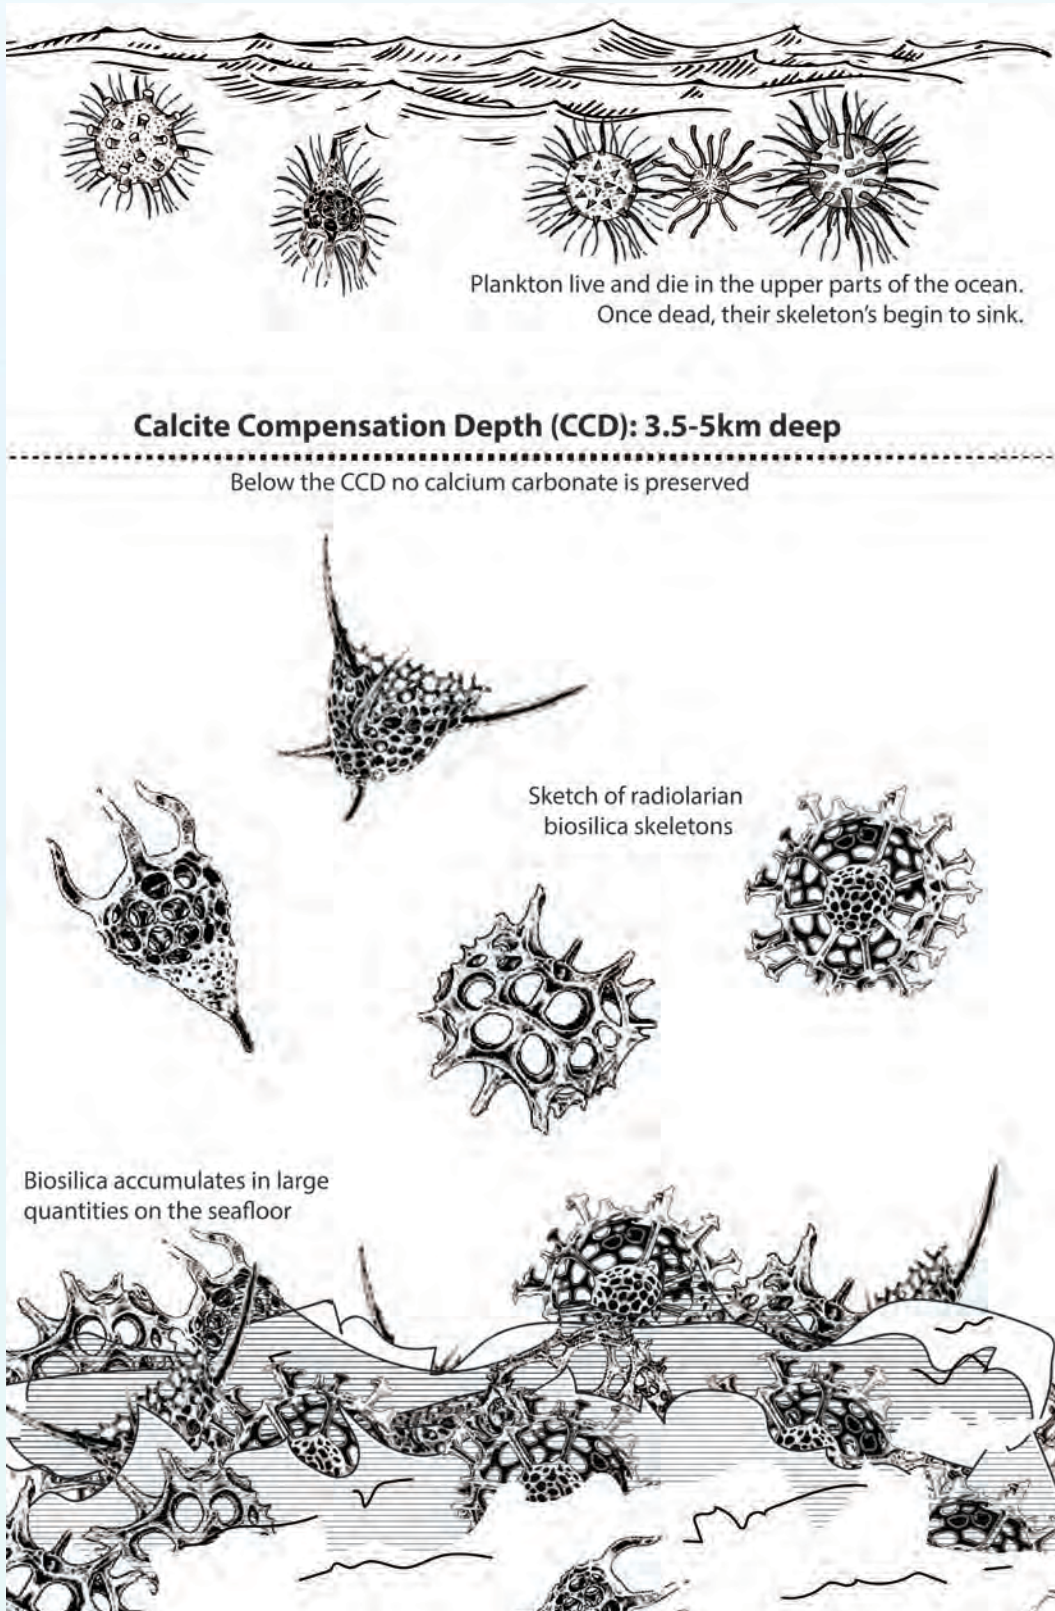 Plankton live and die in the upper parts of the ocean.
Once dead, their skeleton's begin to sink.
Calcite Compensation Depth (CCD): 3.5-5km deep
Below the CCD no calcium carbonate is preserved
Sketch of radiolarian
biosilica skeletons
Biosilica accumulates in large
quantities on the seafloor